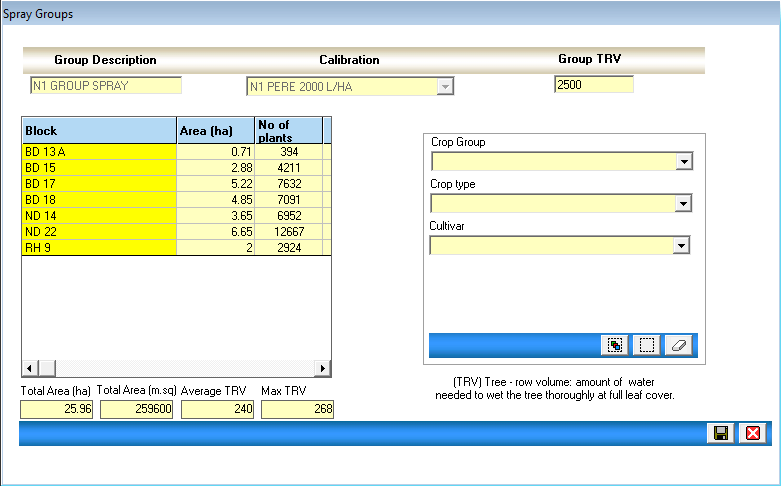 Spray Groups
Group Description Calibration Group TRV
N1 GROUP SPRAY N1 PERE 2000 L/HA 2500
Block Area (ha) No of plants
BD 13 A 0.71 394
BD 15 2.88 4211
BD 17 5.22 7632
BD 18 4.85 7091
ND 14 3.65 6952
ND 22 6.65 12667
RH 9 2 2924
Crop Group
Crop type
Cultivar
Total Area (ha) Total Area (m.sq) Average TRV Max TRV
25.96 259600 240 268
(TRV) Tree - row volume: amount of water
needed to wet the tree thoroughly at full leaf cover.